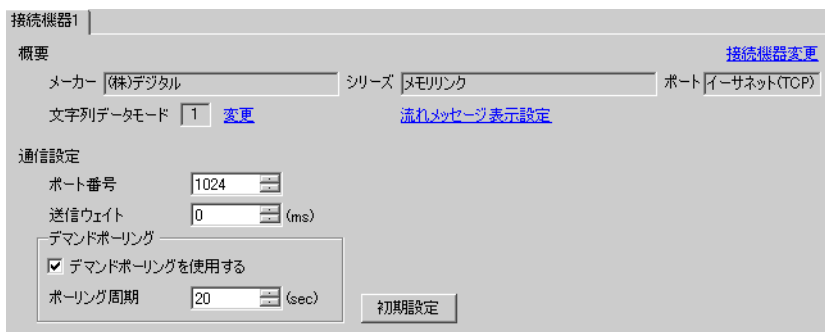 接続機器1
概要 接続機器変更
メーカー (株)デジタル シリーズ メモリリンク ポート イーサネット(TCP)
文字列データモード 1 変更 流れメッセージ表示設定
通信設定
ポート番号 1024
送信ウェイト 0 (ms)
デマンドポーリング
デマンドポーリングを使用する
ポーリング周期 20 (sec) 初期設定